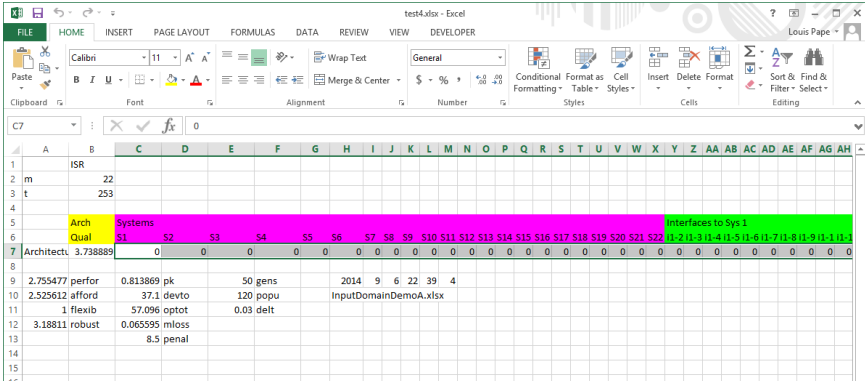 test4.xlsx - Excel
FILE HOME INSERT PAGE LAYOUT FORMULAS DATA REVIEW VIEW DEVELOPER Louis Pape
Calibri 11 Wrap Text General
Paste B I U Merge & Center $ % , Conditional Formatting Format as Table Cell Styles Insert Delete Format Sort & Filter Find & Select
Clipboard Font Alignment Number Styles Cells Editing
C7 fx 0
A B C D E F G H I J K L M N O P Q R S T U V W X Y Z AA AB AC AD AE AF AG AH
1 ISR
2 m 22
3 t 253
4
5 Arch Systems Interfaces to Sys 1
6 Qual S1 S2 S3 S4 S5 S6 S7 S8 S9 S10 S11 S12 S13 S14 S15 S16 S17 S18 S19 S20 S21 S22 i1-2 i1-3 i1-4 i1-5 i1-6 i1-7 i1-8 i1-9 i1-1 i1-1
7 Architectu 3.738889 0 0 0 0 0 0 0 0 0 0 0 0 0 0 0 0 0 0 0 0 0 0 0 0 0 0 0 0 0 0 0 0
8
9 2.755477 perfor 0.813869 pk 50 gens 2014 9 6 22 39 4
10 2.525612 afford 37.1 devto 120 popu InputDomainDemoA.xlsx
11 1 flexib 57.096 optot 0.03 delt
12 3.18811 robust 0.065595 mloss
13 8.5 penal
14
15